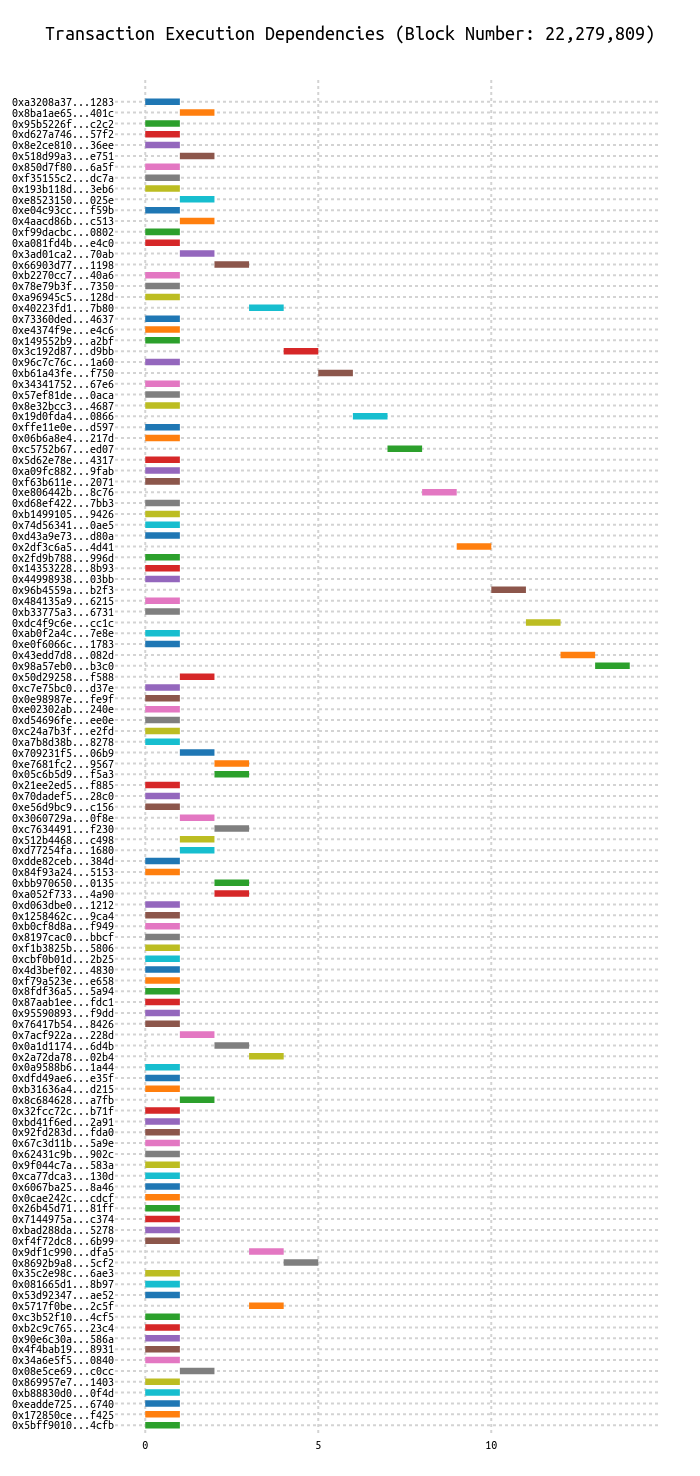 Transaction Execution Dependencies (Block Number: 22,279,809)
0xa3208a37...1283
0x8ba1ae65...401c
0x95b5226f...c2c2
0xd627a746...57f2
0x8e2ce810...36ee
0x518d99a3...e751
0x850d7f80...6a5f
0xf35155c2...dc7a
0x193b118d...3eb6
0xe8523150...025e
0xe04c93cc...f59b
0x4aacd86b...c513
0xf99dacbc...0802
0xa081fd4b...e4c0
0x3ad01ca2...70ab
0x66903d77...1198
0xb2270cc7...40a6
0x78e79b3f...7350
0xa96945c5...128d
0x40223fd1...7b80
0x73360ded...4637
0xe4374f9e...e4c6
0x149552b9...a2bf
0x3c192d87...d9bb
0x96c7c76c...1a60
0xb61a43fe...f750
0x34341752...67e6
0x57ef81de...0aca
0x8e32bcc3...4687
0x19d0fda4...0866
0xffe11e0e...d597
0x06b6a8e4...217d
0xc5752b67...ed07
0x5d62e78e...4317
0xa09fc882...9fab
0xf63b611e...2071
0xe806442b...8c76
0xd68ef422...7bb3
0xb1499105...9426
0x74d56341...0ae5
0xd43a9e73...d80a
0x2df3c6a5...4d41
0x2fd9b788...996d
0x14353228...8b93
0x44998938...03bb
0x96b4559a...b2f3
0x484135a9...6215
0xb33775a3...6731
0xdc4f9c6e...cc1c
0xab0f2a4c...7e8e
0xe0f6066c...1783
0x43edd7d8...082d
0x98a57eb0...b3c0
0x50d29258...f588
0xc7e75bc0...d37e
0x0e98987e...fe9f
0xe02302ab...240e
0xd54696fe...ee0e
0xc24a7b3f...e2fd
0xa7b8d38b...8278
0x709231f5...06b9
0xe7681fc2...9567
0x05c6b5d9...f5a3
0x21ee2ed5...f885
0x70dadef5...28c0
0xe56d9bc9...c156
0x3060729a...0f8e
0xc7634491...f230
0x512b4468...c498
0xd77254fa...1680
0xdde82ceb...384d
0x84f93a24...5153
0xbb970650...0135
0xa052f733...4a90
0xd063dbe0...1212
0x1258462c...9ca4
0xb0cf8d8a...f949
0x8197cac0...bbcf
0xf1b3825b...5806
0xcbf0b01d...2b25
0x4d3bef02...4830
0xf79a523e...e658
0x8fdf36a5...5a94
0x87aab1ee...fdc1
0x95590893...f9dd
0x76417b54...8426
0x7acf922a...228d
0x0a1d1174...6d4b
0x2a72da78...02b4
0x0a9588b6...1a44
0xdfd49ae6...e35f
0xb31636a4...d215
0x8c684628...a7fb
0x32fcc72c...b71f
0xbd41f6ed...2a91
0x92fd283d...fda0
0x67c3d11b...5a9e
0x62431c9b...902c
0x9f044c7a...583a
0xca77dca3...130d
0x6067ba25...8a46
0x0cae242c...cdcf
0x26b45d71...81ff
0x7144975a...c374
0xbad288da...5278
0xf4f72dc8...6b99
0x9df1c990...dfa5
0x8692b9a8...5cf2
0x35c2e98c...6ae3
0x081665d1...8b97
0x53d92347...ae52
0x5717f0be...2c5f
0xc3b52f10...4cf5
0xb2c9c765...23c4
0x90e6c30a...586a
0x4f4bab19...8931
0x34a6e5f5...0840
0x08e5ce69...c0cc
0x869957e7...1403
0xb88830d0...0f4d
0xeadde725...6740
0x172850ce...f425
0x5bff9010...4cfb
0 5 10